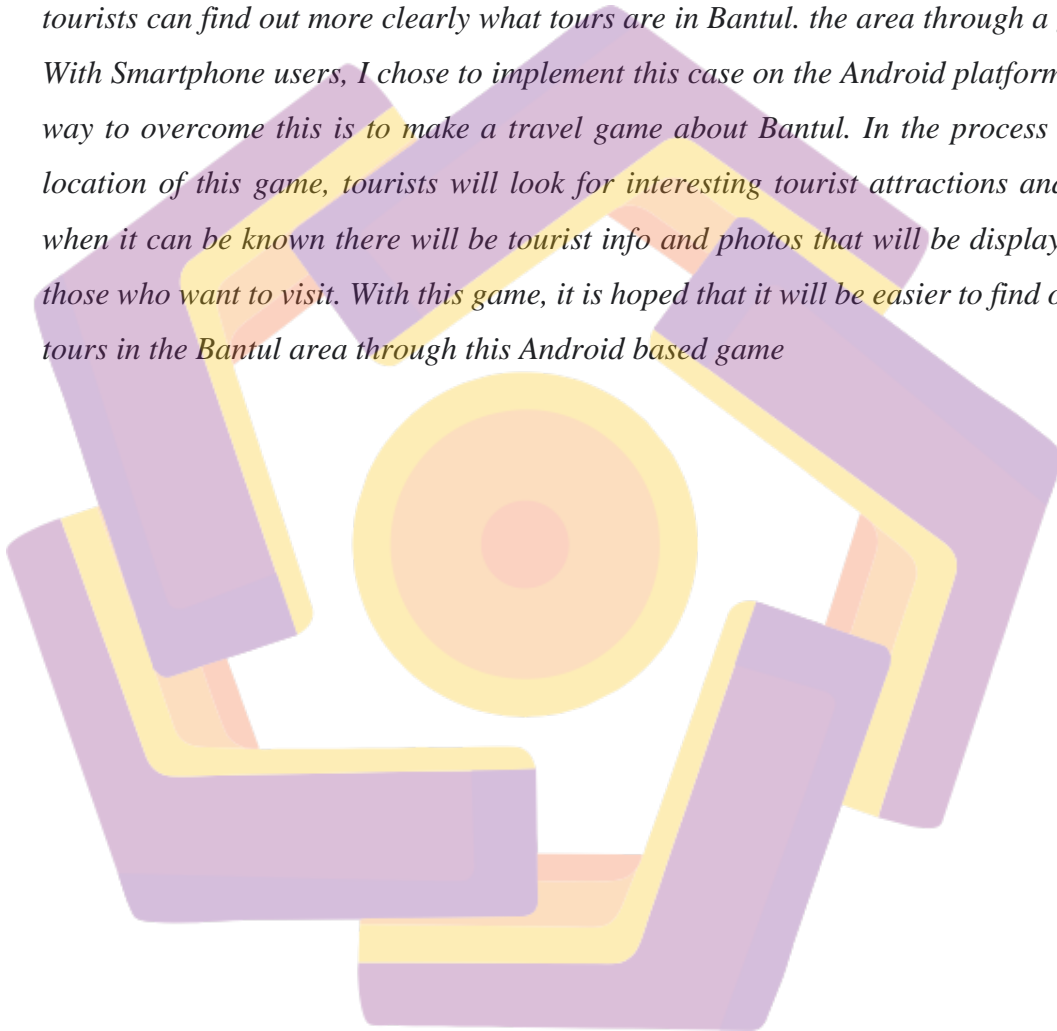 tourists can find out more clearly what tours are in Bantul. the area through a
With Smartphone users, I chose to implement this case on the Android platform
way to overcome this is to make a travel game about Bantul. In the process
location of this game, tourists will look for interesting tourist attractions and
when it can be known there will be tourist info and photos that will be display
those who want to visit. With this game, it is hoped that it will be easier to find
tours in the Bantul area through this Android based game